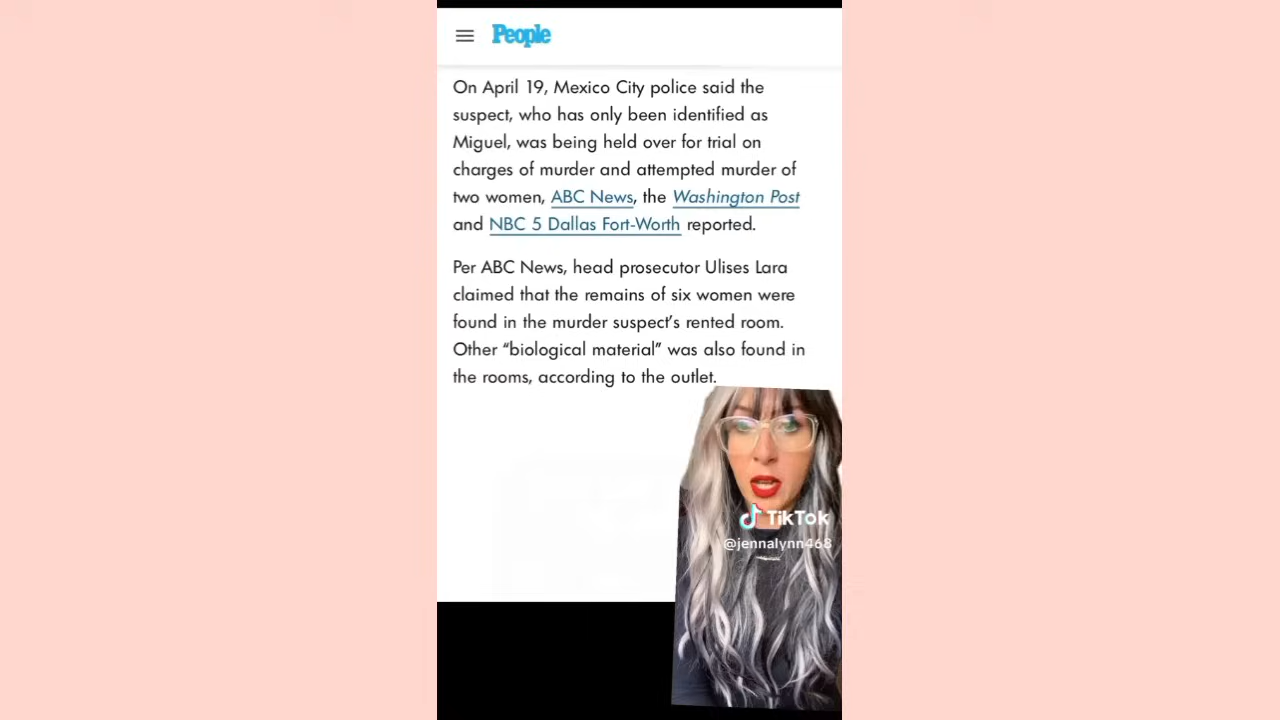 People
On April 19, Mexico City police said the
suspect, who has only been identified as
Miguel, was being held over for trial on
charges of murder and attempted murder of
two women, ABC News, the Washington Post
and NBC 5 Dallas Fort-Worth reported.
Per ABC News, head prosecutor Ulises Lara
claimed that the remains of six women were
found in the murder suspect’s rented room.
Other “biological material” was also found in
the rooms, according to the outlet.
TikTok
@jennalynn468